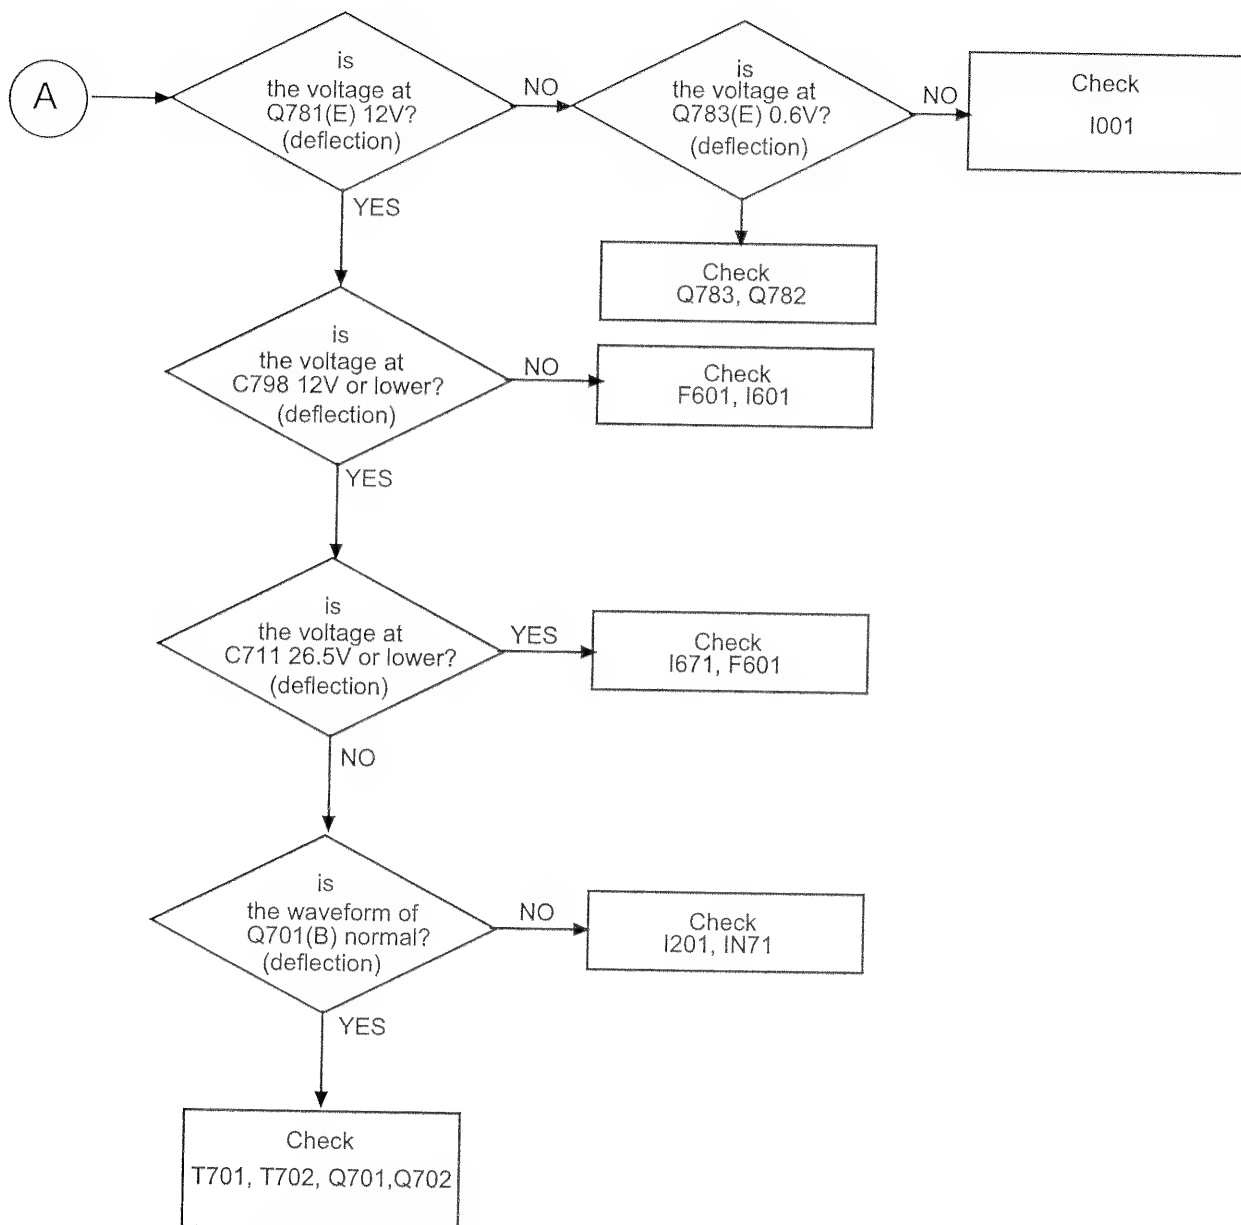 A
is
the voltage at
Q781(E) 12V?
(deflection)
NO
is
the voltage at
Q783(E) 0.6V?
(deflection)
NO
Check
I001
YES
Check
Q783, Q782
is
the voltage at
C798 12V or lower?
(deflection)
NO
Check
F601, I601
YES
is
the voltage at
C711 26.5V or lower?
(deflection)
YES
Check
I671, F601
NO
is
the waveform of
Q701(B) normal?
(deflection)
NO
Check
I201, IN71
YES
Check
T701, T702, Q701,Q702